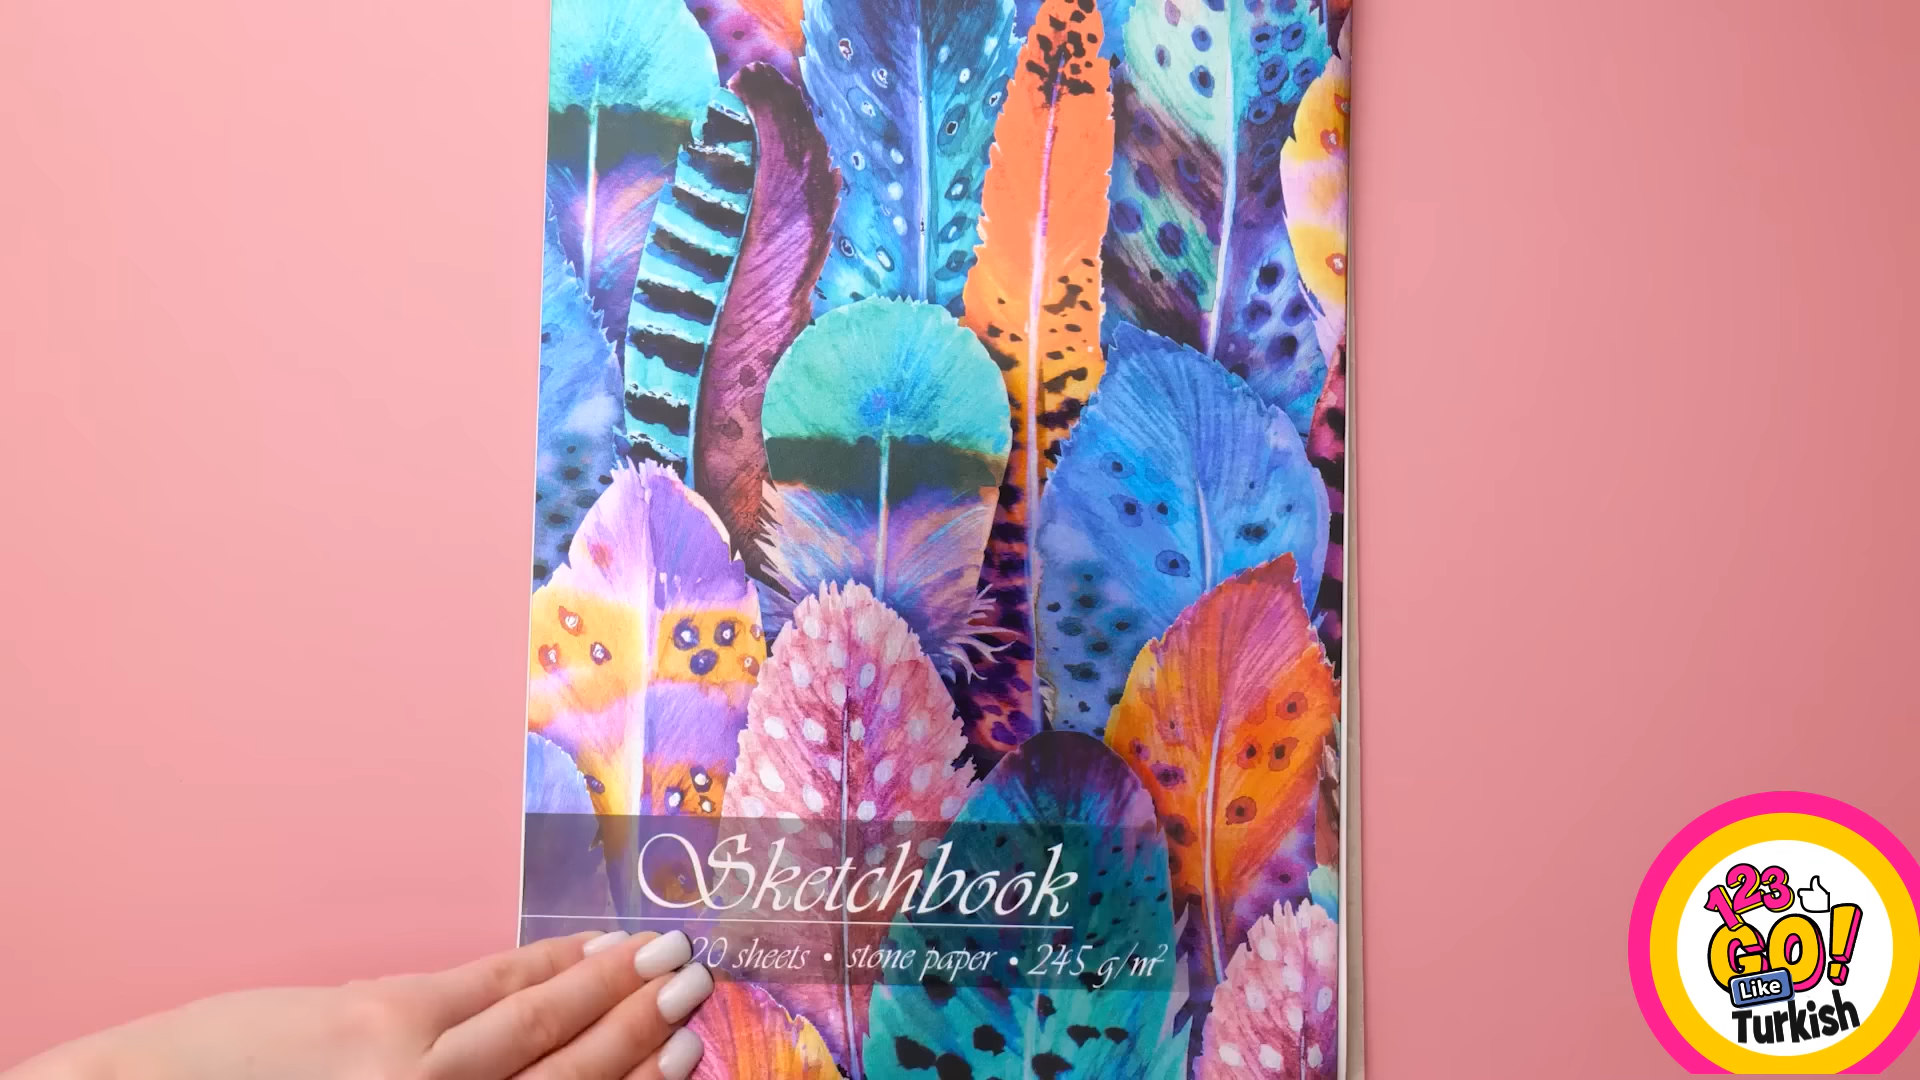 Sketchbook
20 sheets • stone paper • 245 g/m²
123
GO!
Like
Turkish